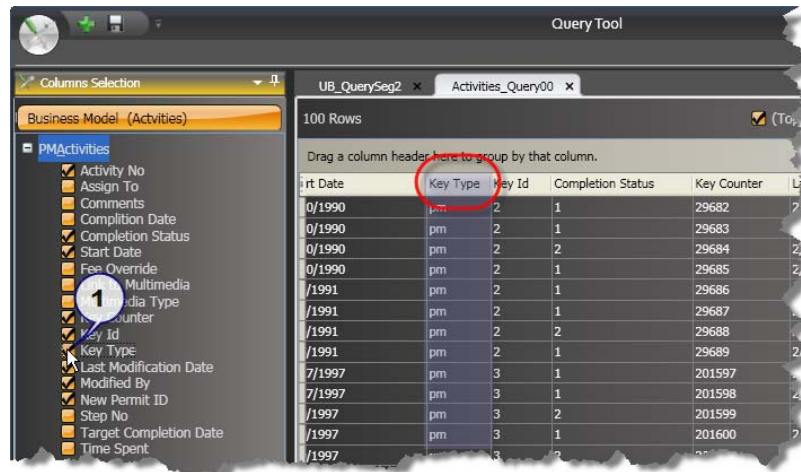 Query Tool
Columns Selection
UB_QuerySeg2
Activities_Query00
Business Model (Actvities)
100 Rows
(Top
Drag a column header here to group by that column.
PMActivities
Activity No
Assign To
Comments
Complition Date
Completion Status
Start Date
Fee Override
to Multimedia
Type
Counter
Key Id
Key Type
Last Modification Date
Modified By
New Permit ID
Step No
Target Completion Date
Time Spent
1
rt Date Key Type Key Id Completion Status Key Counter
0/1990 pm 2 1 29682
0/1990 pm 2 1 29683
0/1990 pm 2 2 29684
0/1990 pm 2 1 29685
/1991 pm 2 1 29686
/1991 pm 2 1 29687
/1991 pm 2 2 29688
/1991 pm 2 1 29689
7/1997 pm 3 1 201597
7/1997 pm 3 1 201598
/1997 pm 3 2 201599
/1997 pm 3 1 201600
/1997